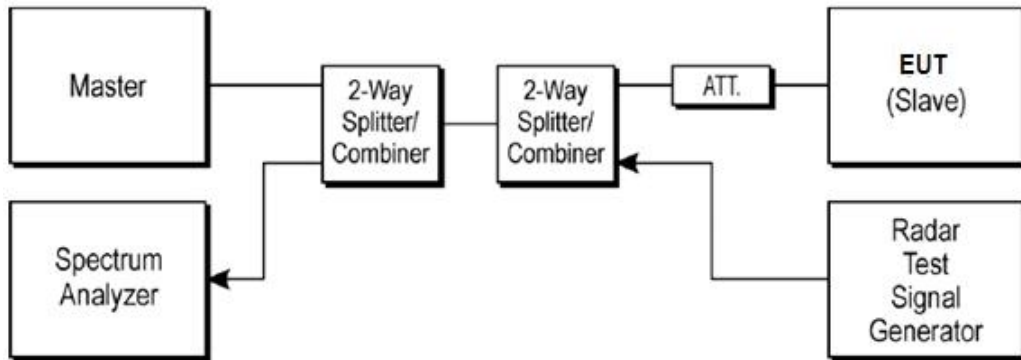 Master
2-Way
Splitter/
Combiner
2-Way
Splitter/
Combiner
ATT.
EUT
(Slave)
Spectrum
Analyzer
Radar
Test
Signal
Generator